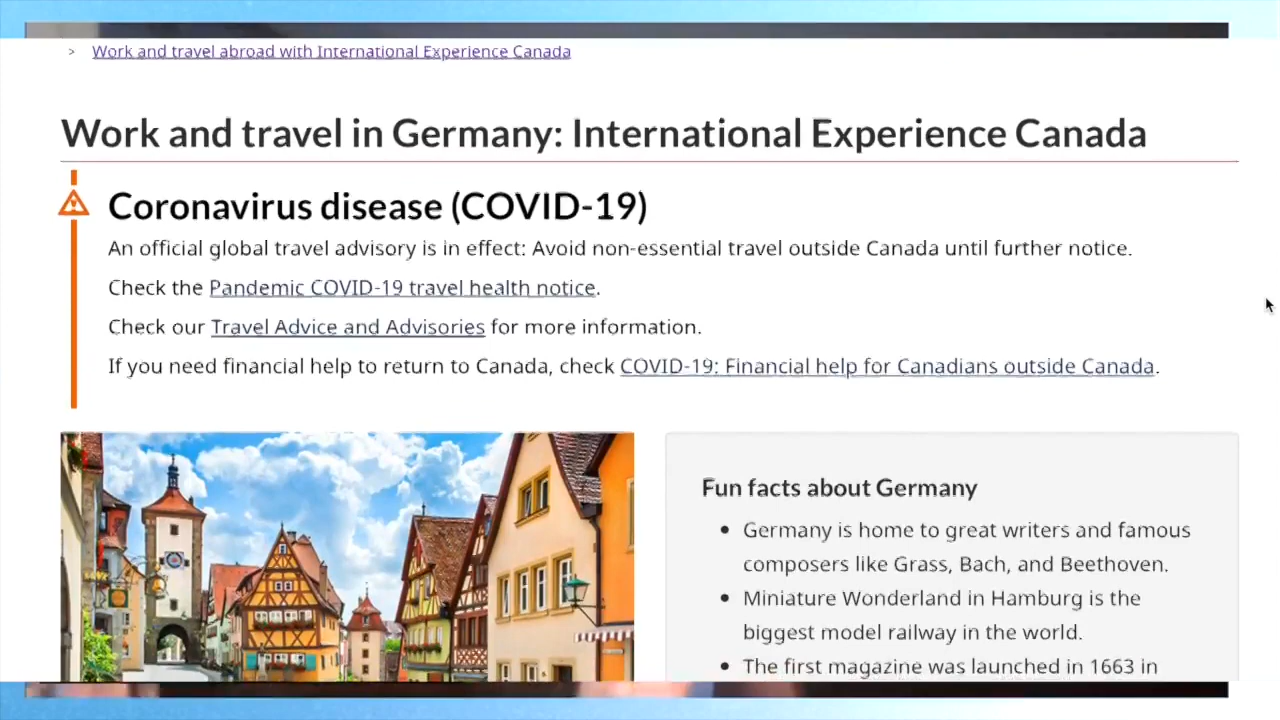 > Work and travel abroad with International Experience Canada
Work and travel in Germany: International Experience Canada
Coronavirus disease (COVID-19)
An official global travel advisory is in effect: Avoid non-essential travel outside Canada until further notice.
Check the Pandemic COVID-19 travel health notice.
Check our Travel Advice and Advisories for more information.
If you need financial help to return to Canada, check COVID-19: Financial help for Canadians outside Canada.
Fun facts about Germany
• Germany is home to great writers and famous
composers like Grass, Bach, and Beethoven.
• Miniature Wonderland in Hamburg is the
biggest model railway in the world.
• The first magazine was launched in 1663 in